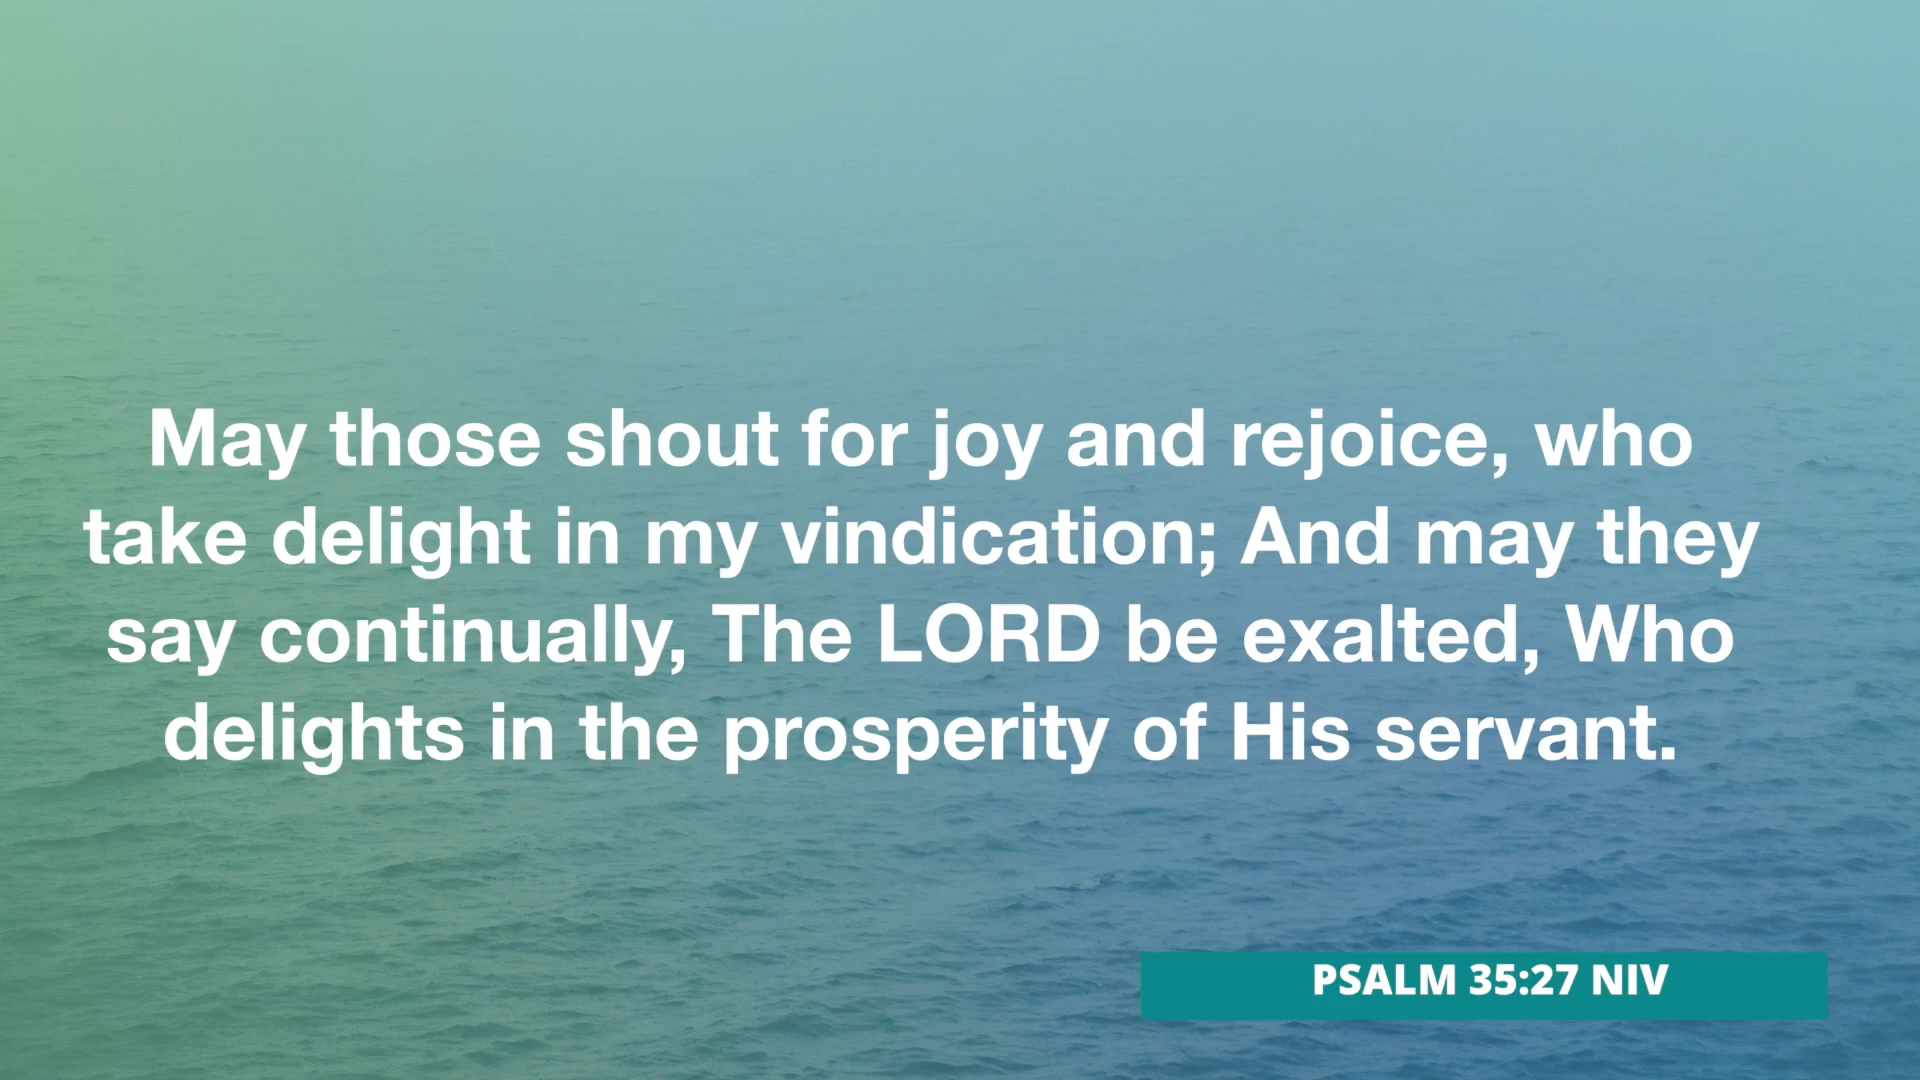 May those shout for joy and rejoice, who
take delight in my vindication; And may they
say continually, The LORD be exalted, Who
delights in the prosperity of His servant.
PSALM 35:27 NIV